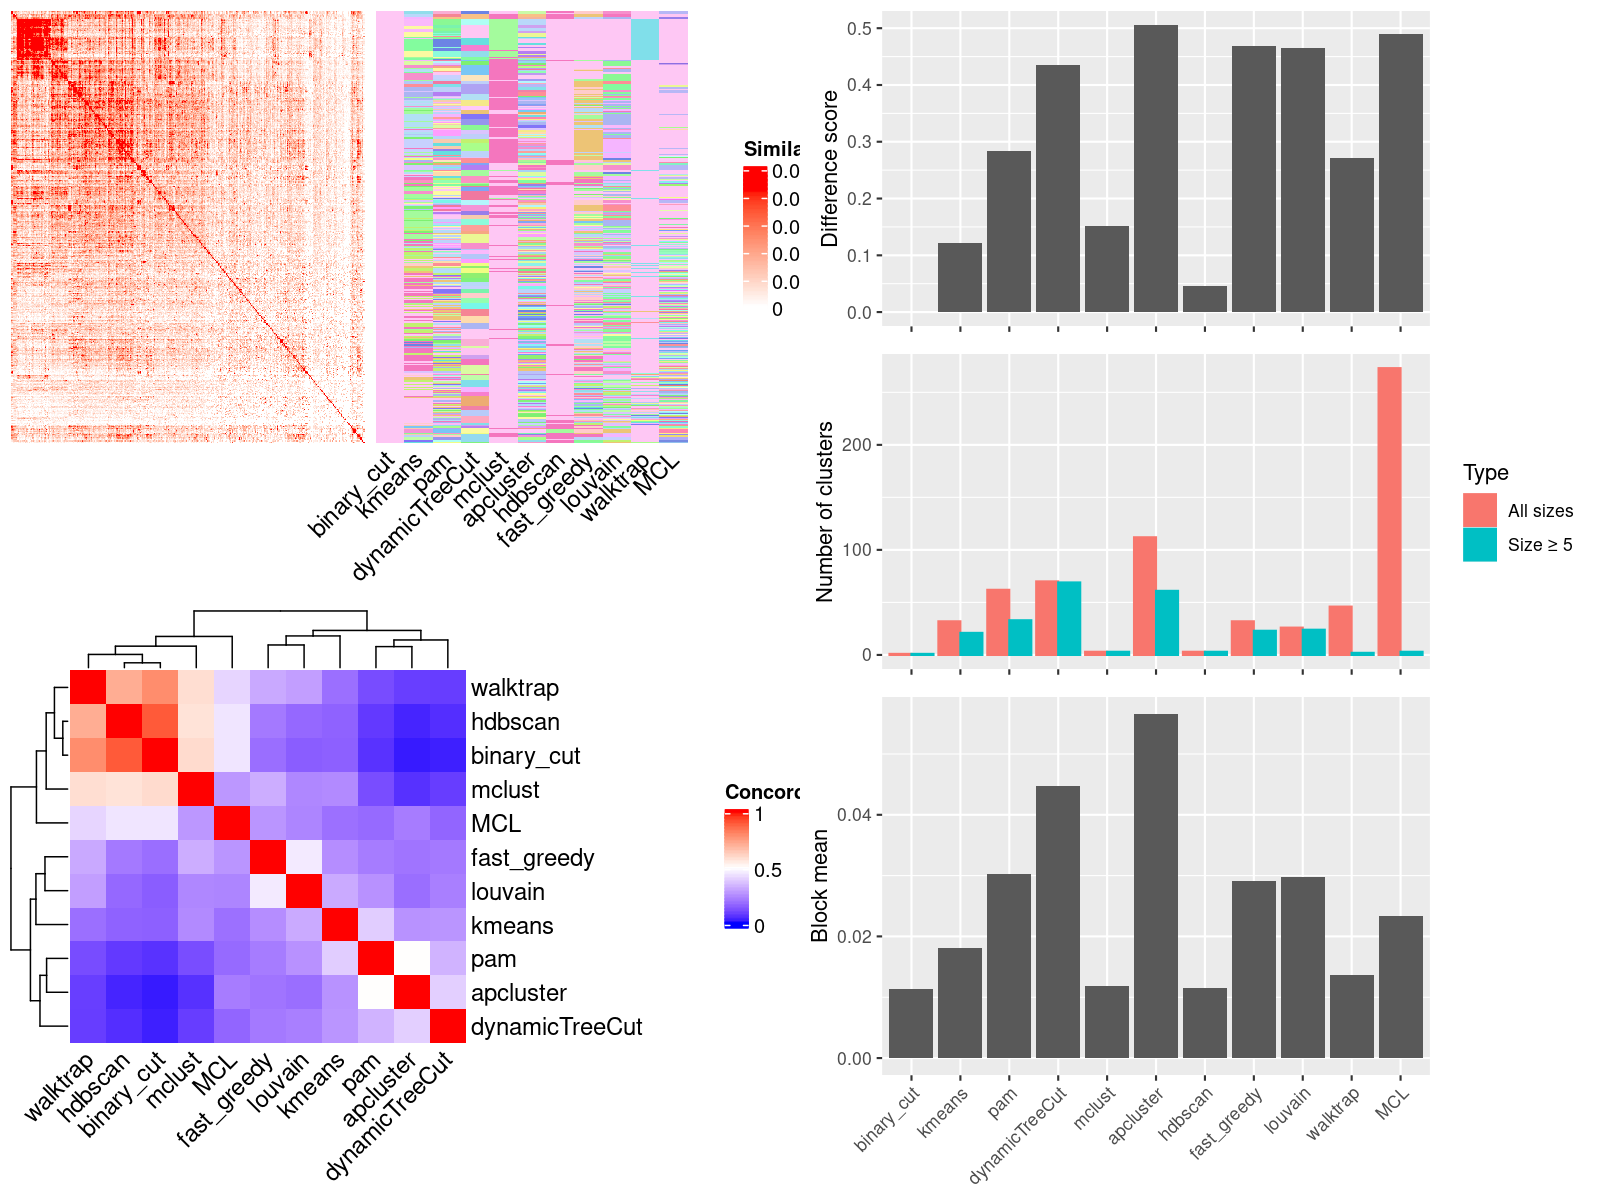 Simila
0.0
0.0
0.0
0.0
0.0
0
binary_cut
kmeans
pam
dynamicTreeCut
mclust
apcluster
hdbscan
fast_greedy
louvain
walktrap
MCL
walktrap
hdbscan
binary_cut
mclust
MCL
fast_greedy
louvain
kmeans
pam
apcluster
dynamicTreeCut
walktrap
hdbscan
binary_cut
mclust
MCL
fast_greedy
louvain
kmeans
pam
apcluster
dynamicTreeCut
Concord
1
0.5
0
Difference score
0.5
0.4
0.3
0.2
0.1
0.0
Number of clusters
200
100
0
Type
All sizes
Size ≥ 5
Block mean
0.04
0.02
0.00
binary_cut
kmeans
pam
dynamicTreeCut
mclust
apcluster
hdbscan
fast_greedy
louvain
walktrap
MCL